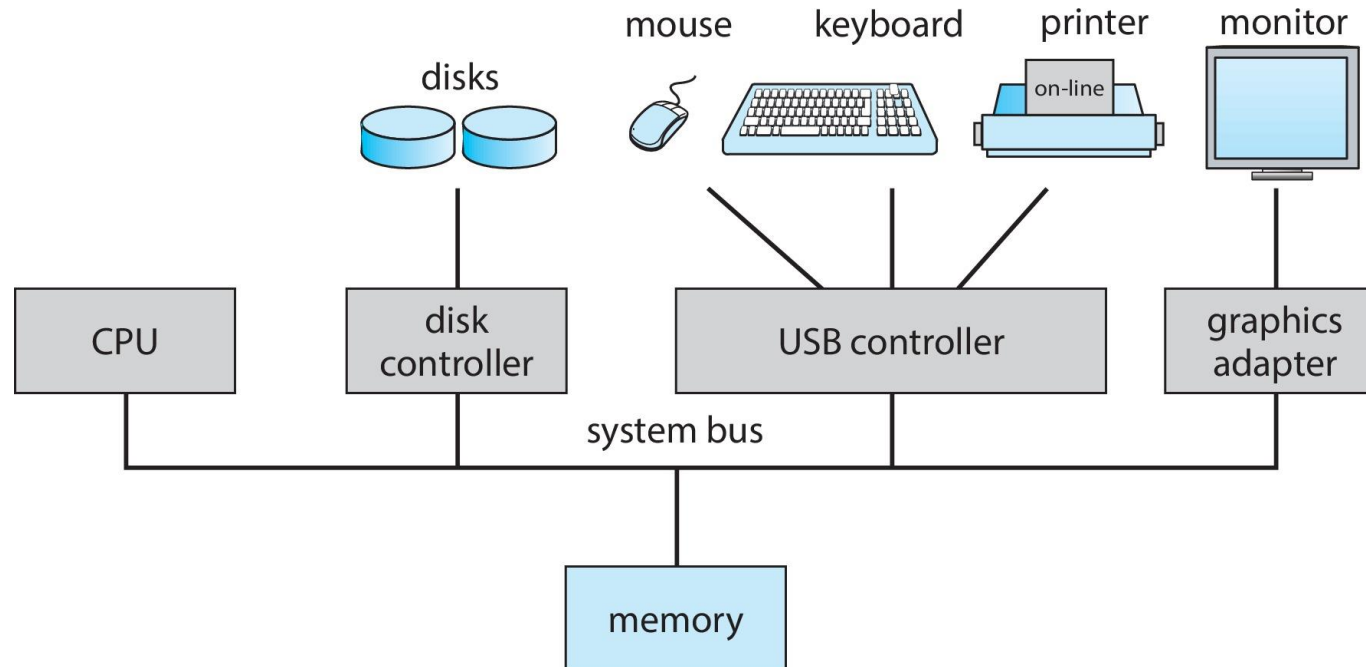 mouse
keyboard
printer
monitor
disks
on-line
CPU
disk
controller
USB controller
graphics
adapter
system bus
memory